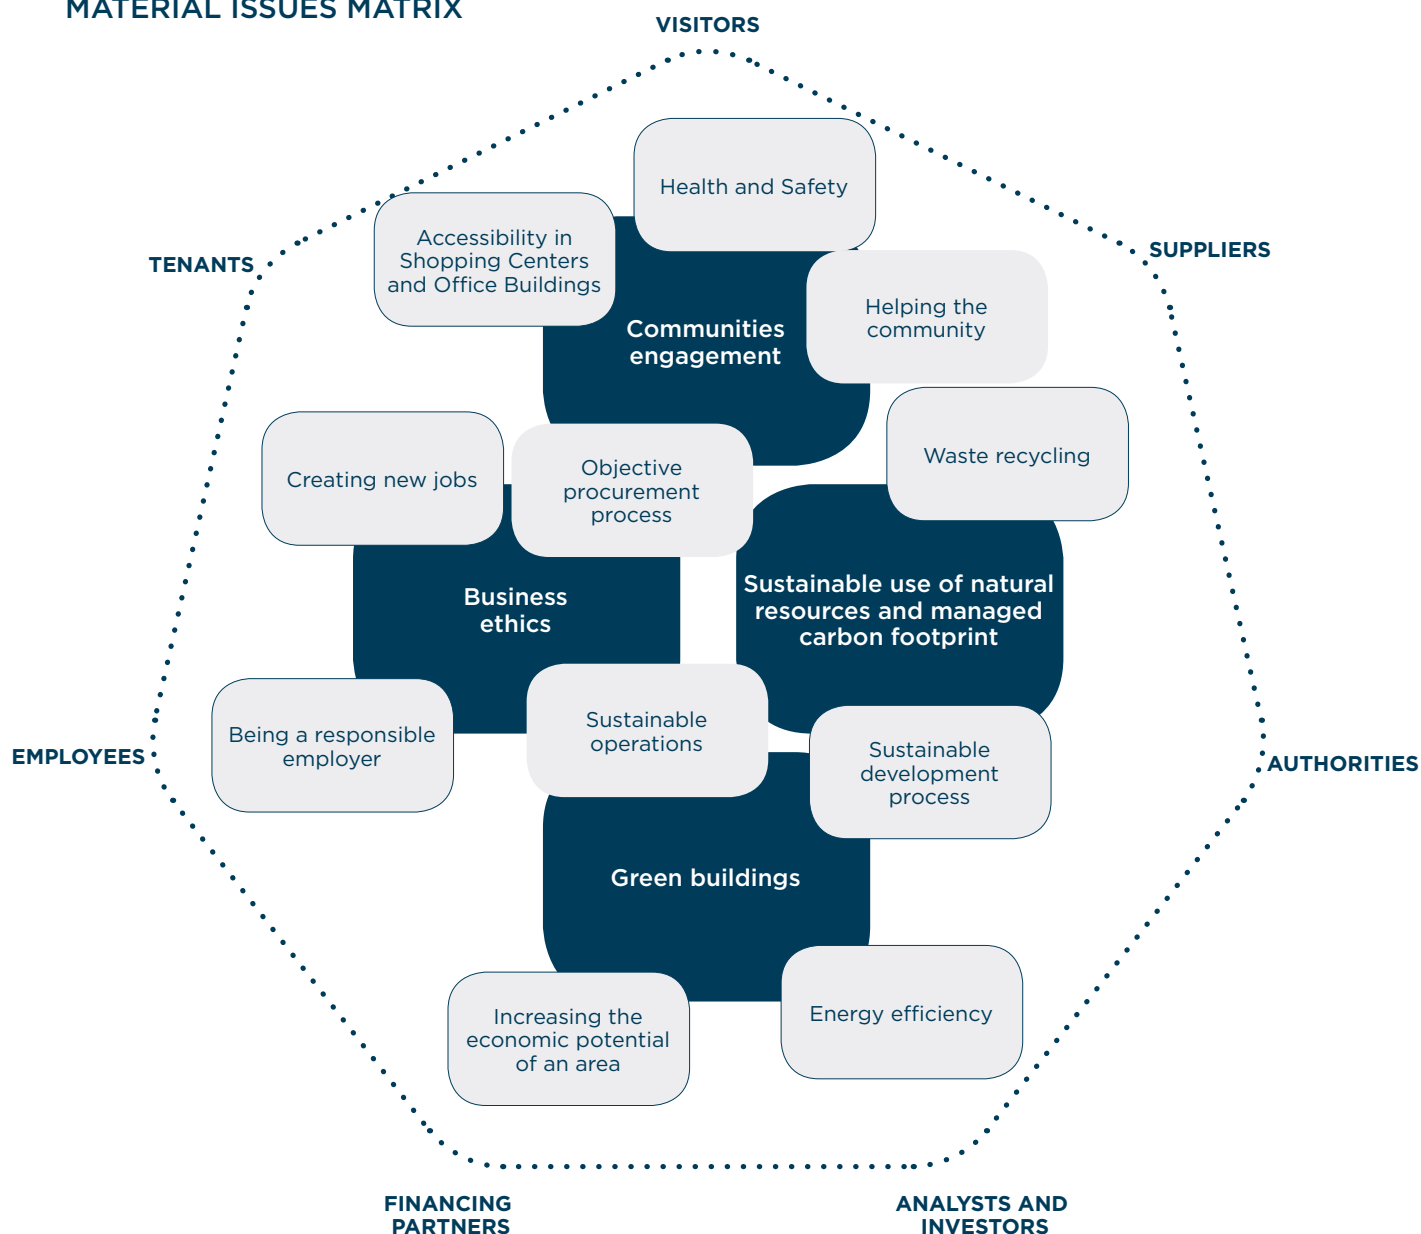 MATERIAL ISSUES MATRIX
VISITORS
Health and Safety
Accessibility in
Shopping Centers
and Office Buildings
TENANTS
SUPPLIERS
Helping the
community
Communities
engagement
Waste recycling
Creating new jobs
Objective
procurement
process
Business
ethics
Sustainable use of natural
resources and managed
carbon footprint
Being a responsible
employer
Sustainable
operations
Sustainable
development
process
EMPLOYEES
AUTHORITIES
Green buildings
Increasing the
economic potential
of an area
Energy efficiency
FINANCING
PARTNERS
ANALYSTS AND
INVESTORS